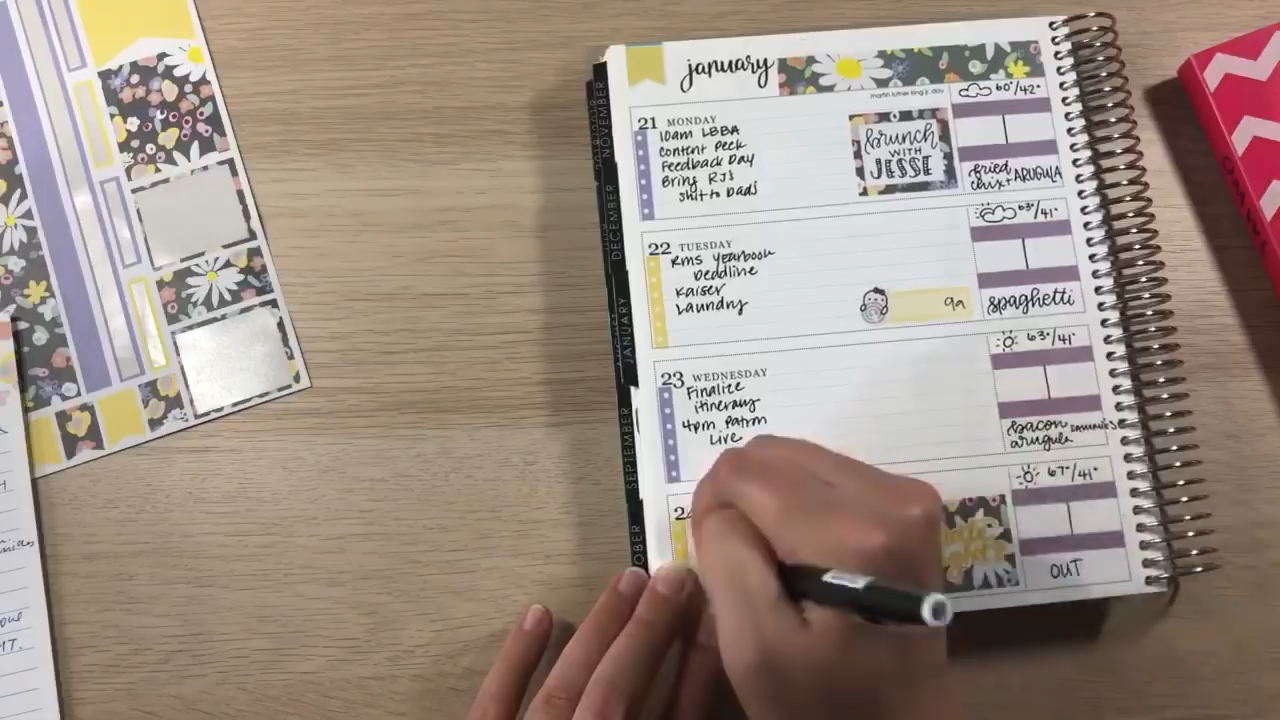 january
martin luther king jr. day
60°/42°
21 MONDAY
10am LBBA
content peek
Feedback Day
Bring RJS
shit to Dads
brunch
WITH
JESSE
fried
chix + ARUGULA
63°/41°
22 TUESDAY
Rms yearbook
Deadline
Kaiser
Laundry
9a
spaghetti
63°/41°
23 WEDNESDAY
Finalize
itinerary
4pm Patron
Live
bacon sammies
arugula
67°/41°
OUT
NOVEMBER
DECEMBER
JANUARY
SEPTEMBER